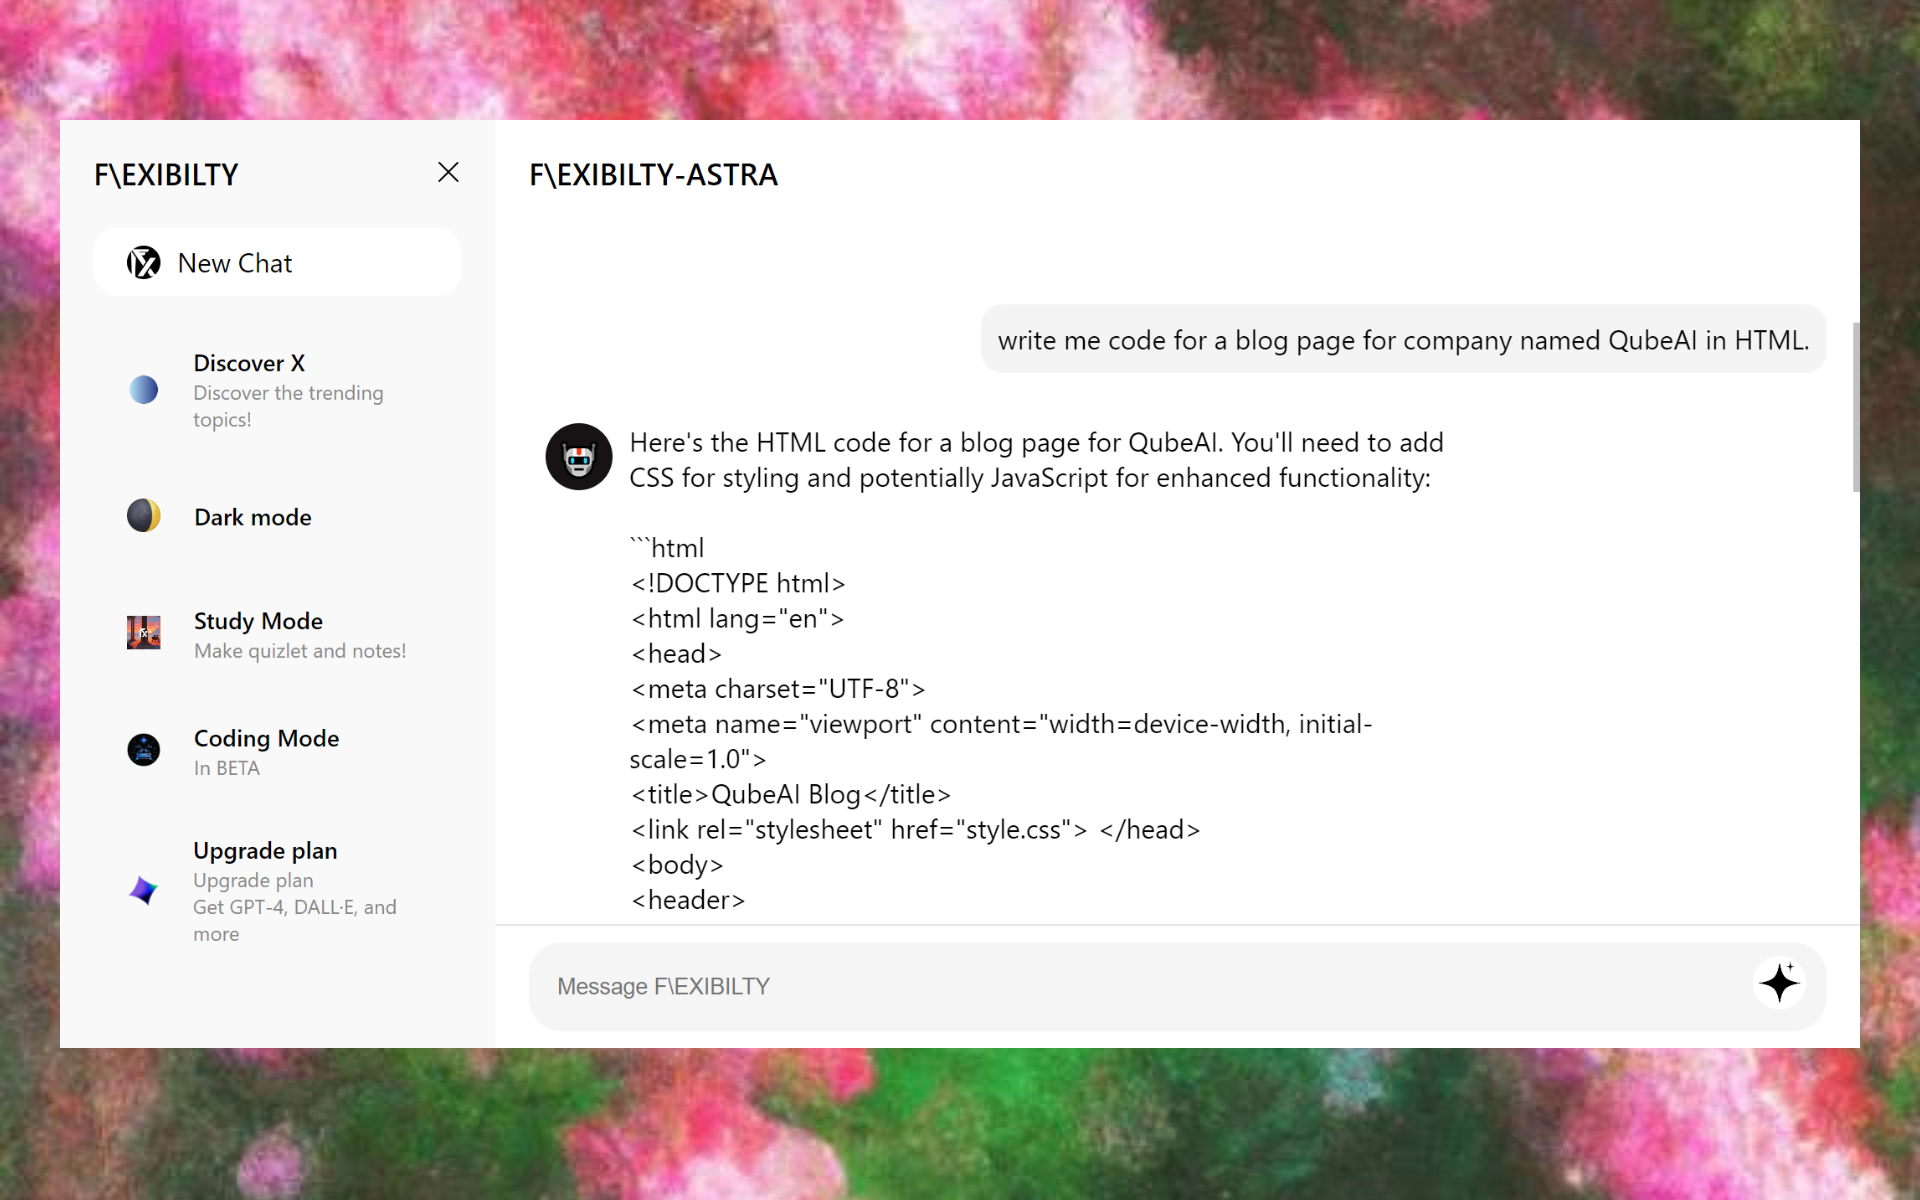 F\EXIBILTY
New Chat
Discover X
Discover the trending
topics!
Dark mode
Study Mode
Make quizlet and notes!
Coding Mode
In BETA
Upgrade plan
Upgrade plan
Get GPT-4, DALL·E, and
more
F\EXIBILTY-ASTRA
write me code for a blog page for company named QubeAI in HTML.
Here's the HTML code for a blog page for QubeAI. You'll need to add
CSS for styling and potentially JavaScript for enhanced functionality:
```html
<!DOCTYPE html>
<html lang="en">
<head>
<meta charset="UTF-8">
<meta name="viewport" content="width=device-width, initial-
scale=1.0">
<title>QubeAI Blog</title>
<link rel="stylesheet" href="style.css"> </head>
<body>
<header>
Message F\EXIBILTY